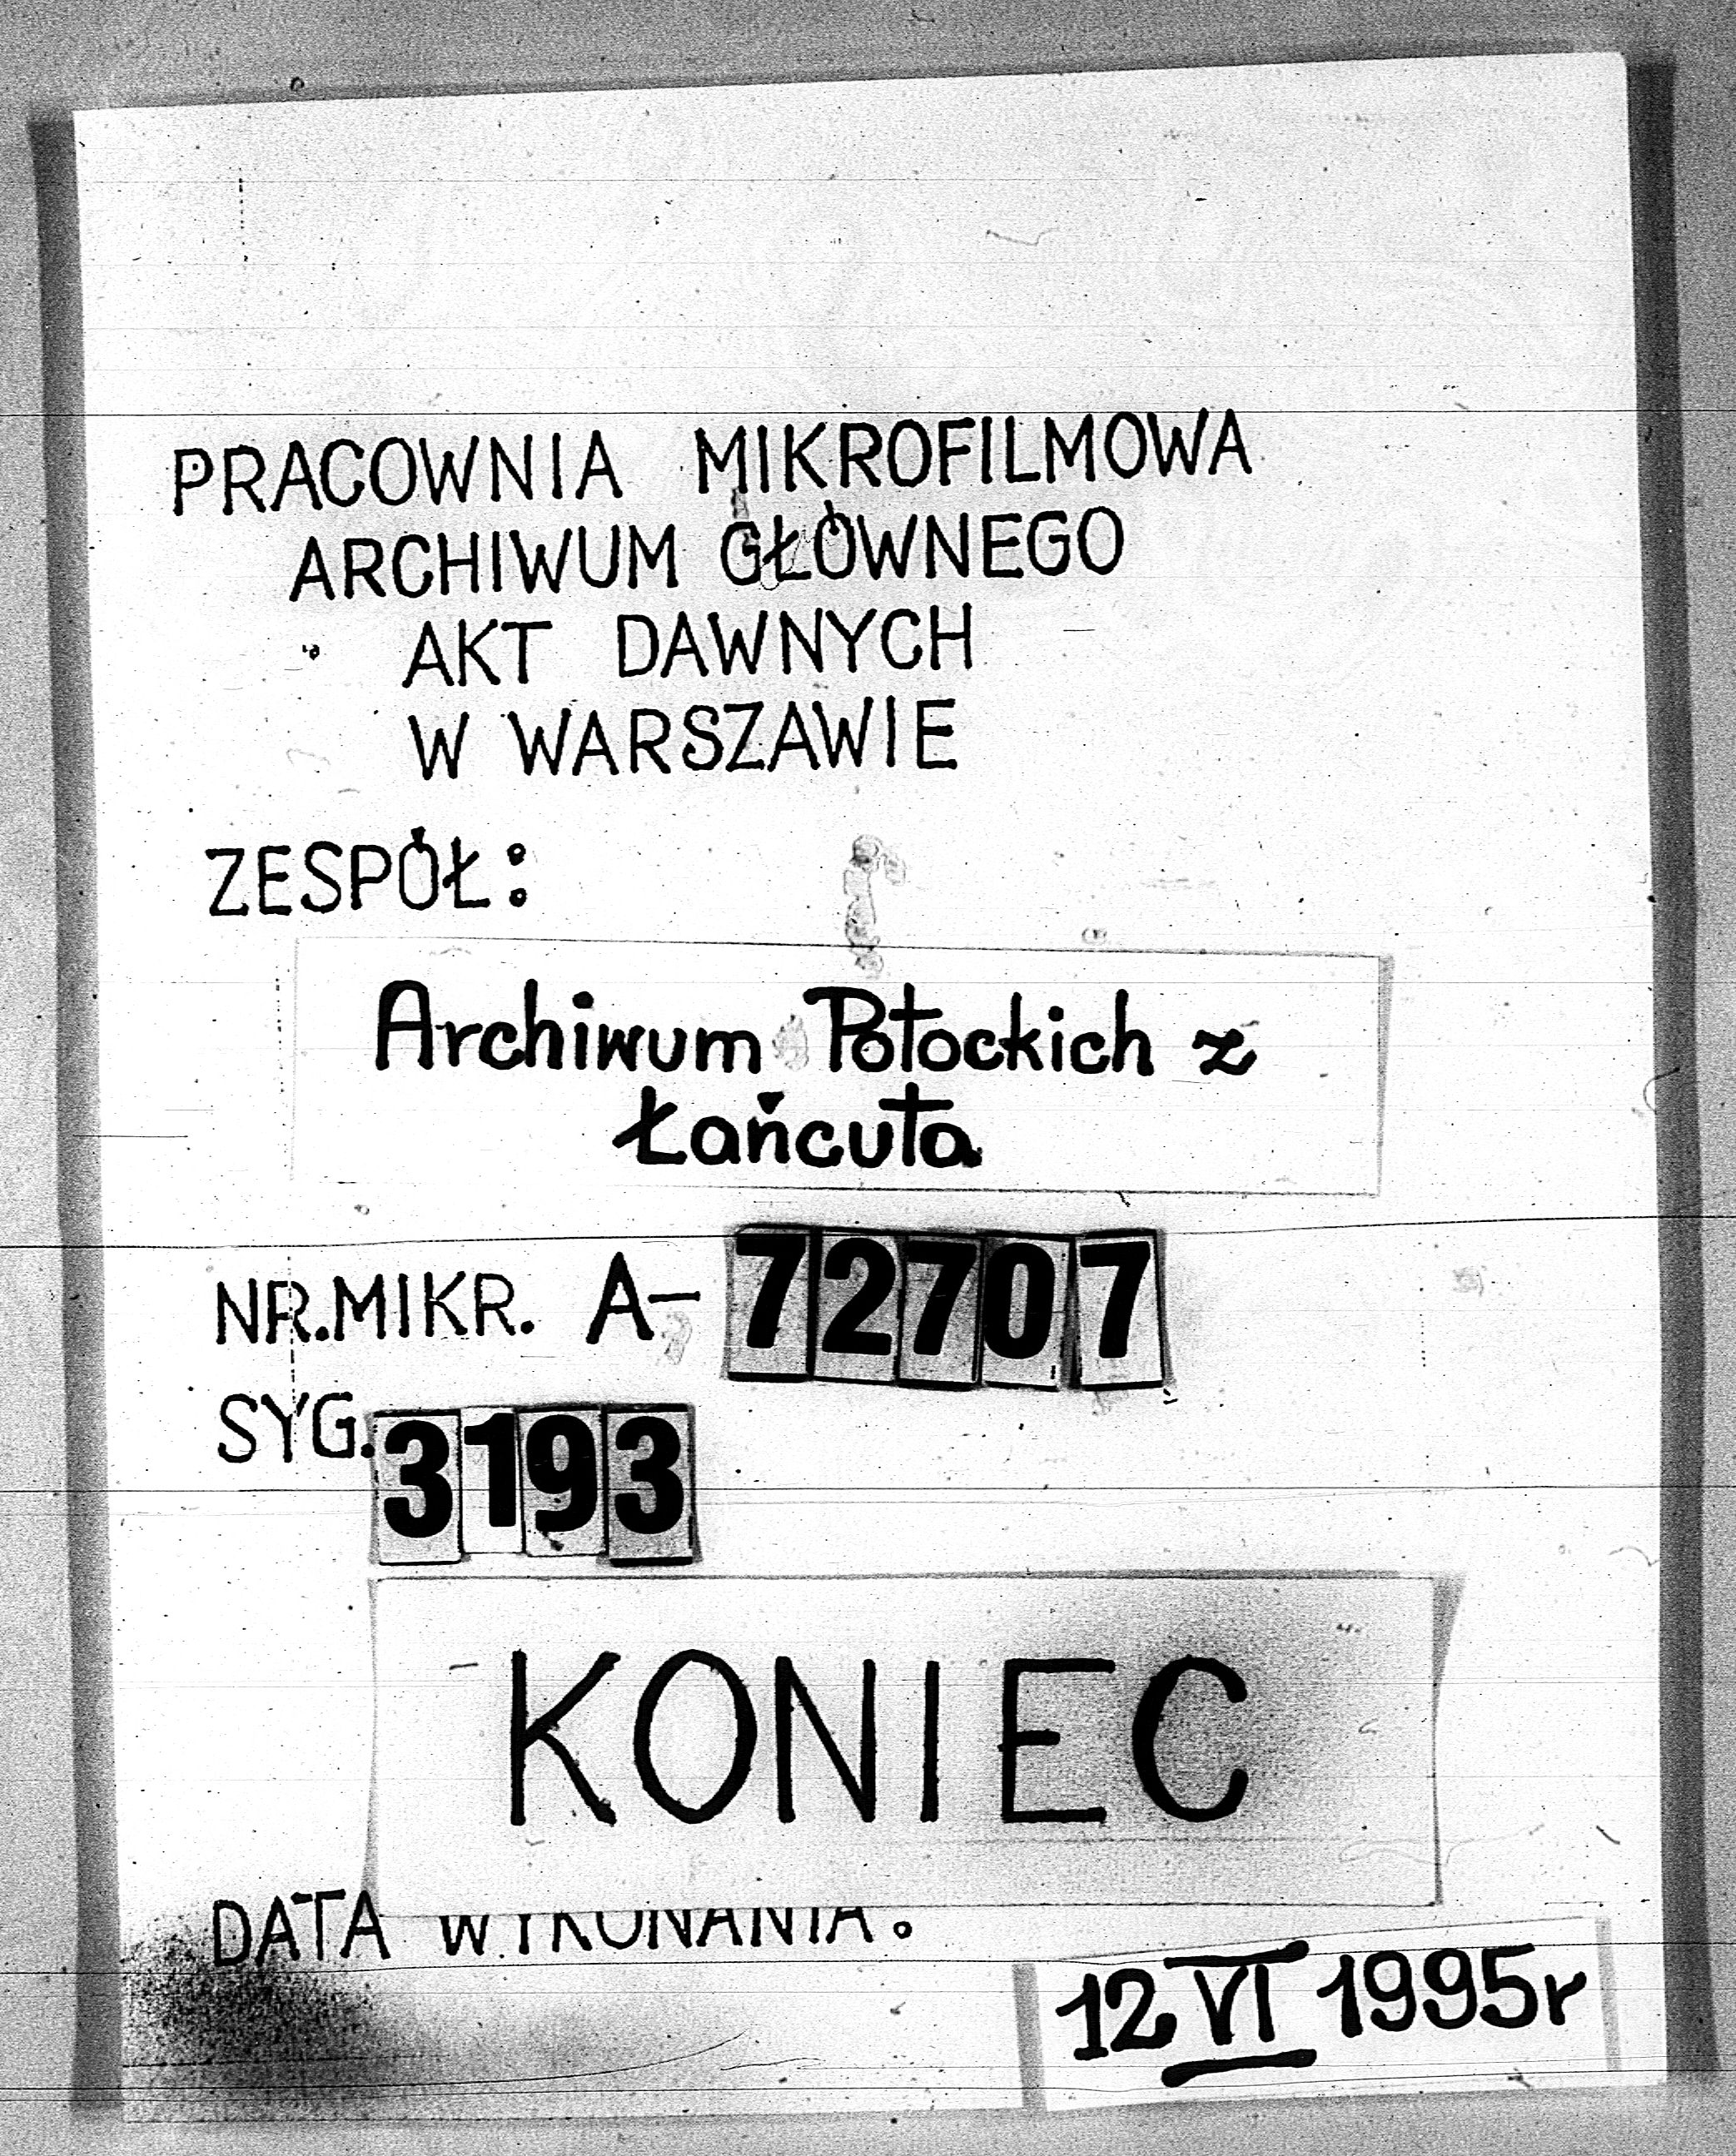 PRACOWNIA MIKROFILMOWA
ARCHIWUM GŁÓWNEGO
AKT DAWNYCH
W WARSZAWIE
ZESPÓŁ:
Archiwum Potockich z
Łańcuta
NR.MIKR. A-72707
SYG. 3193
KONIEC
DATA WYKONANIA:
12 VI 1995r